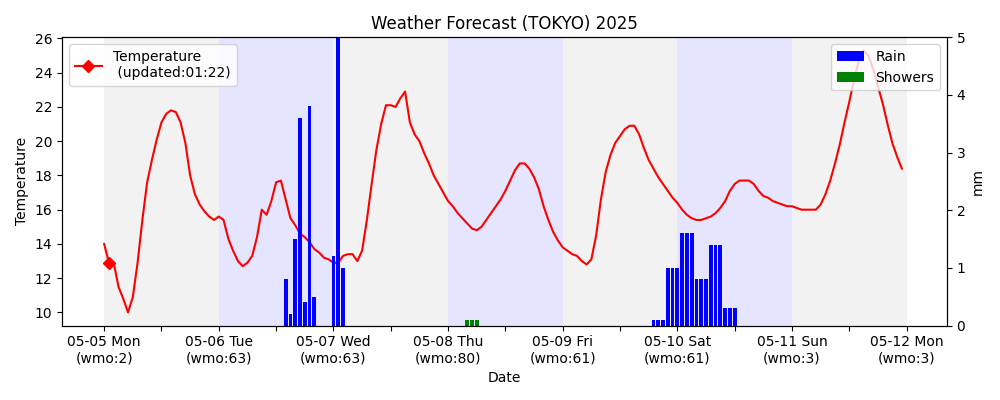 Weather Forecast (TOKYO) 2025
Temperature
(updated:01:22)
Rain
Showers
Temperature
26
24
22
20
18
16
14
12
10
5
4
3
2
1
0
mm
05-05 Mon 05-06 Tue 05-07 Wed 05-08 Thu 05-09 Fri 05-10 Sat 05-11 Sun 05-12 Mon
(wmo:2) (wmo:63) (wmo:63) (wmo:80) (wmo:61) (wmo:61) (wmo:3) (wmo:3)
Date